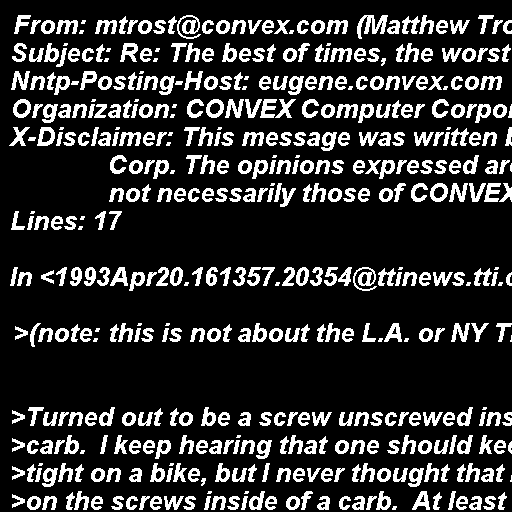 From: mtrost@convex.com (Matthew Tro
Subject: Re: The best of times, the worst
Nntp-Posting-Host: eugene.convex.com
Organization: CONVEX Computer Corpor
X-Disclaimer: This message was written b
Corp. The opinions expressed are
not necessarily those of CONVEX
Lines: 17
In <1993Apr20.161357.20354@ttinews.tti.c
>(note: this is not about the L.A. or NY T
>Turned out to be a screw unscrewed ins
>carb.  I keep hearing that one should kee
>tight on a bike, but I never thought that
>on the screws inside of a carb.  At least